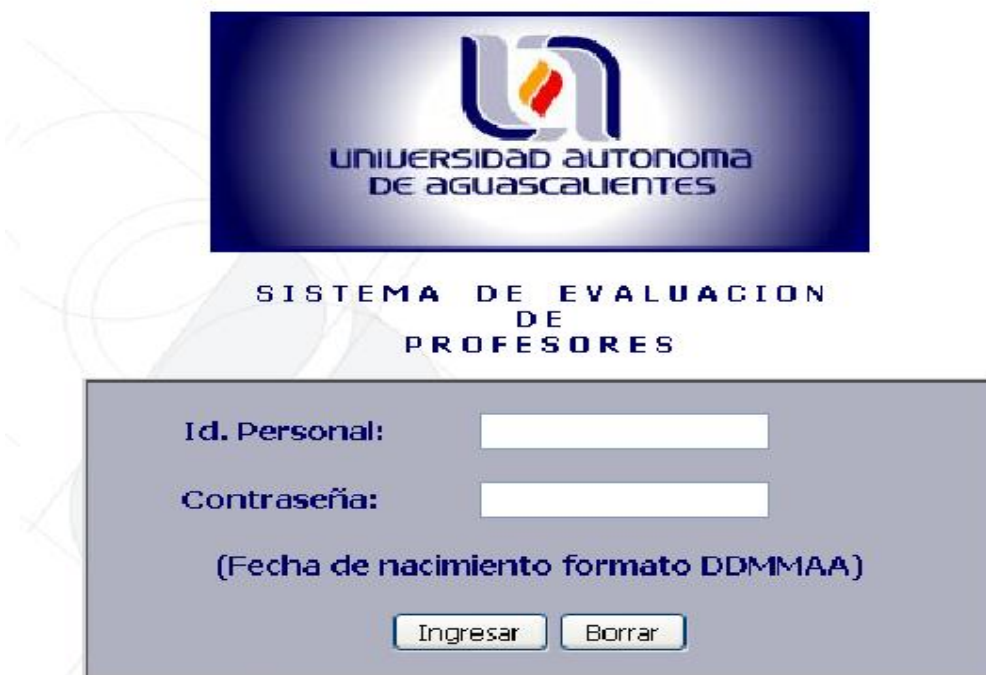 UNIVERSIDAD AUTONOMA
DE AGUASCALIENTES
SISTEMA DE EVALUACION
DE
PROFESORES
Id. Personal:
Contraseña:
(Fecha de nacimiento formato DDMMAA)
Ingresar Borrar